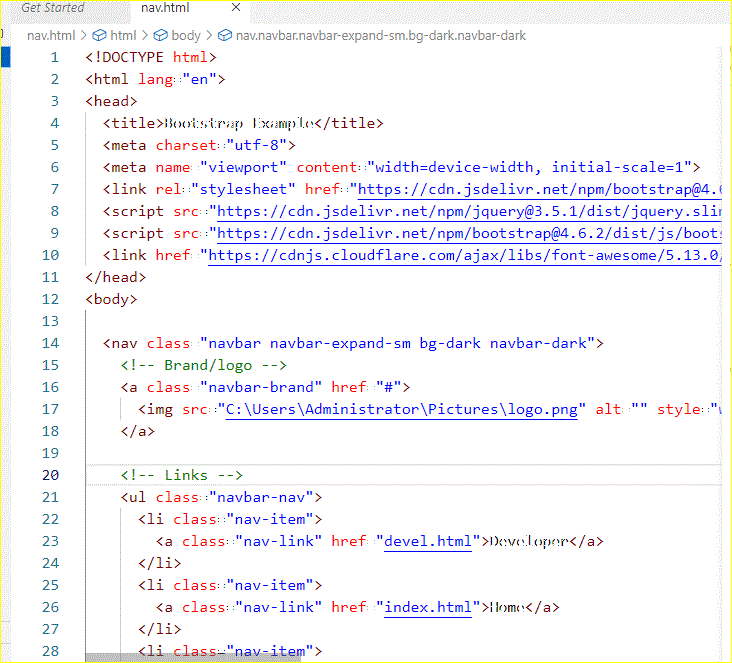 Get Started nav.html ×
nav.html > html > body > nav.navbar.navbar-expand-sm.bg-dark.navbar-dark
1 <!DOCTYPE html>
2 <html lang="en">
3 <head>
4 <title>Bootstrap Example</title>
5 <meta charset="utf-8">
6 <meta name="viewport" content="width=device-width, initial-scale=1">
7 <link rel="stylesheet" href="https://cdn.jsdelivr.net/npm/bootstrap@4.6
8 <script src="https://cdn.jsdelivr.net/npm/jquery@3.5.1/dist/jquery.slim
9 <script src="https://cdn.jsdelivr.net/npm/bootstrap@4.6.2/dist/js/boots
10 <link href="https://cdnjs.cloudflare.com/ajax/libs/font-awesome/5.13.0/
11 </head>
12 <body>
13
14 <nav class="navbar navbar-expand-sm bg-dark navbar-dark">
15 <!-- Brand/logo -->
16 <a class="navbar-brand" href="#">
17 <img src="C:\Users\Administrator\Pictures\logo.png" alt="" style="w
18 </a>
19
20 <!-- Links -->
21 <ul class="navbar-nav">
22 <li class="nav-item">
23 <a class="nav-link" href="devel.html">Developer</a>
24 </li>
25 <li class="nav-item">
26 <a class="nav-link" href="index.html">Home</a>
27 </li>
28 <li class="nav-item">